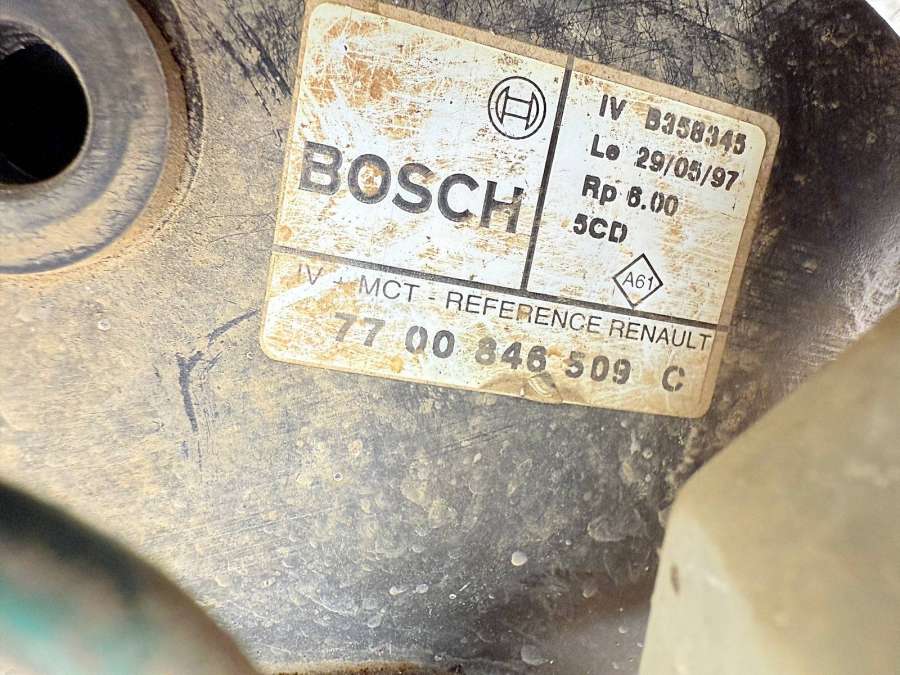 BOSCH
IV B358345
Le 29/05/97
Rp 6.00
5CD
A61
IV + MCT - REFERENCE RENAULT
77 00 846 509 C